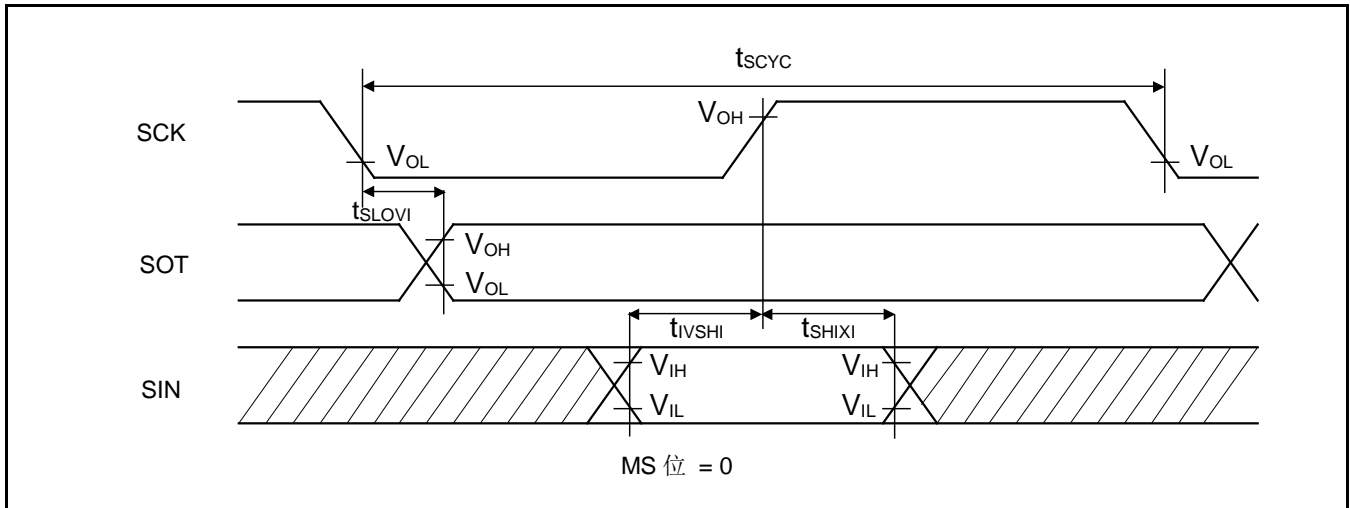 tSCYC
SCK
VOH
VOL
VOL
tSLOVI
SOT
VOH
VOL
tIVSHI
tSHIXI
SIN
VIH
VIH
VIL
VIL
MS 位 = 0